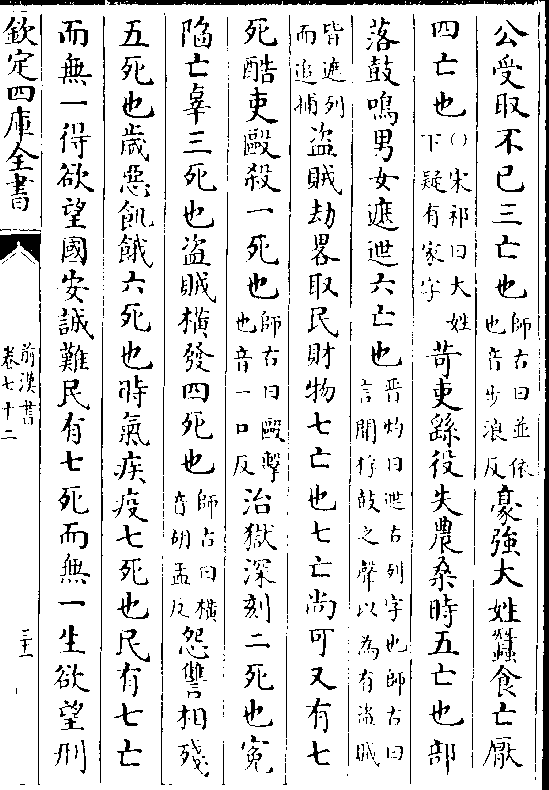 公受取不已三亡也師古曰並依也音步浪反豪強大姓蠶食亡厭
四亡也〇宋祁曰大姓下疑有家字苛吏繇役失農桑時五亡也部
落鼓鳴男女遮迣六亡也晉灼曰迣古列字也師古曰言聞桴鼓之聲以為有盜賊
皆遮列而追捕盜賊劫畧取民財物七亡也七亡尚可又有七
死酷吏毆殺一死也師古曰毆擊也音一口反治獄深刻二死也寃
陷亡辜三死也盜賊橫發四死也師古曰橫音胡孟反怨讐相殘
五死也歲惡飢餓六死也時氣疾疫七死也民有七亡
而無一得欲望國安誠難民有七死而無一生欲望刑
欽定四庫全書
前漢書
卷七十二
三十一